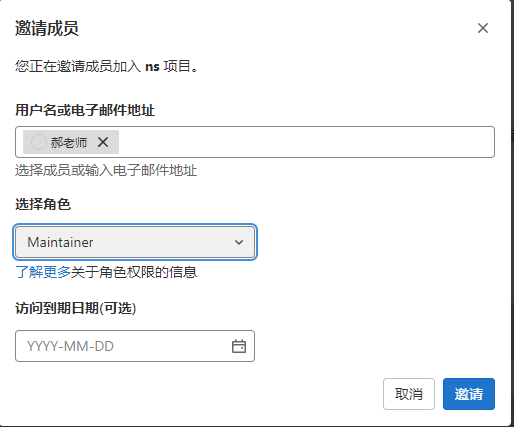 邀请成员
您正在邀请成员加入 ns 项目。
用户名或电子邮件地址
郝老师
选择成员或输入电子邮件地址
选择角色
Maintainer
了解更多关于角色权限的信息
访问到期日期(可选)
YYYY-MM-DD
取消 邀请